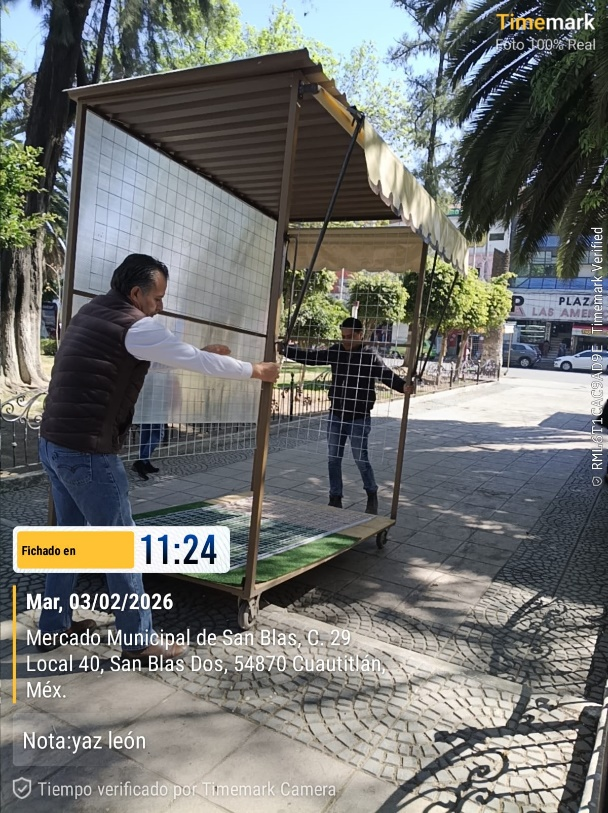 Timemark
Foto 100% Real
PLAZA
LAS AMÉRI
© RML6T1CAC9AD9E Timemark Verified
Fichado en 11:24
Mar, 03/02/2026
Mercado Municipal de San Blas, C. 29
Local 40, San Blas Dos, 54870 Cuautitlán,
Méx.
Nota:yaz león
Tiempo verificado por Timemark Camera